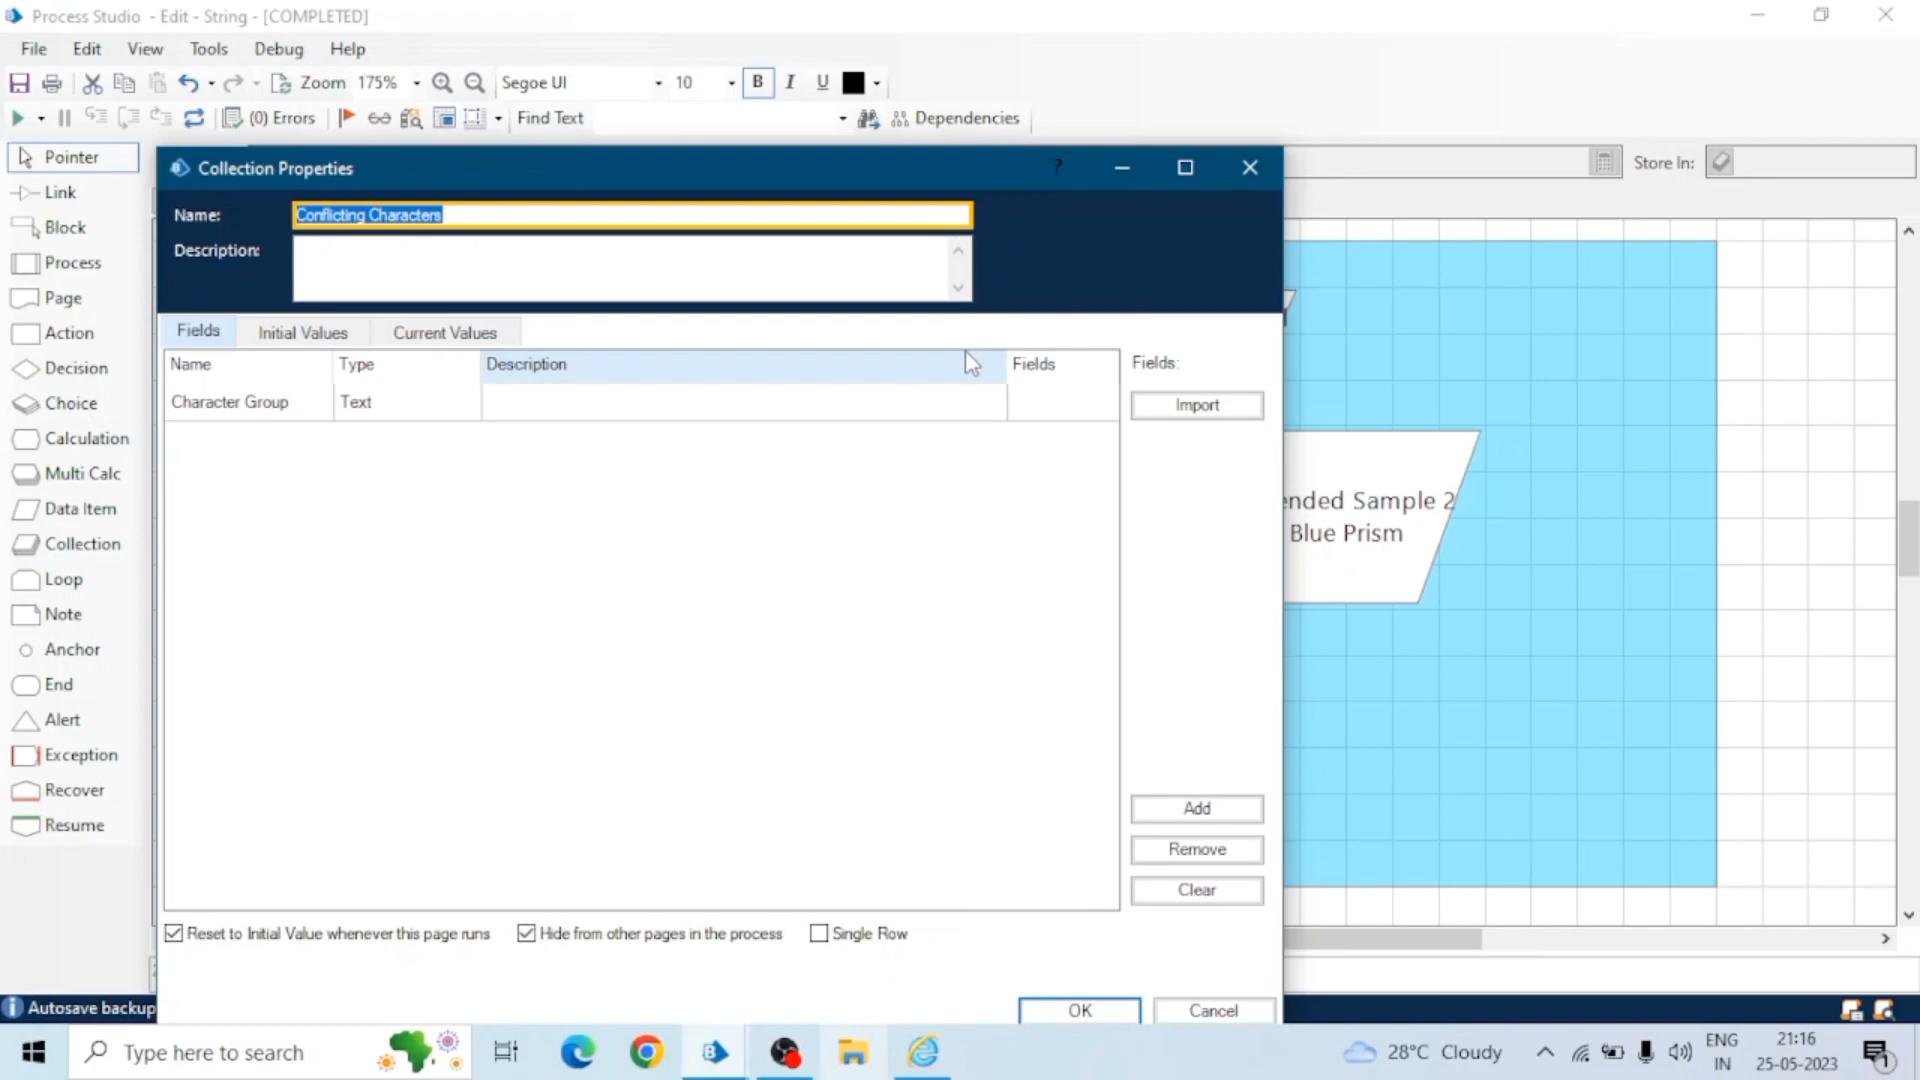 Process Studio - Edit - String - [COMPLETED]
File Edit View Tools Debug Help
Zoom 175% Segoe UI 10 B I U
(0) Errors Find Text Dependencies
Pointer
Link
Block
Process
Page
Action
Decision
Choice
Calculation
Multi Calc
Data Item
Collection
Loop
Note
Anchor
End
Alert
Exception
Recover
Resume
Collection Properties ?
Store In:
Name: Conflicting Characters
Description:
Fields Initial Values Current Values
Name Type Description Fields Fields:
Character Group Text
Import
ended Sample 2
Blue Prism
Add
Remove
Clear
Reset to Initial Value whenever this page runs Hide from other pages in the process Single Row
OK Cancel
Autosave backup
Type here to search
28°C Cloudy
ENG
IN
21:16
25-05-2023
1